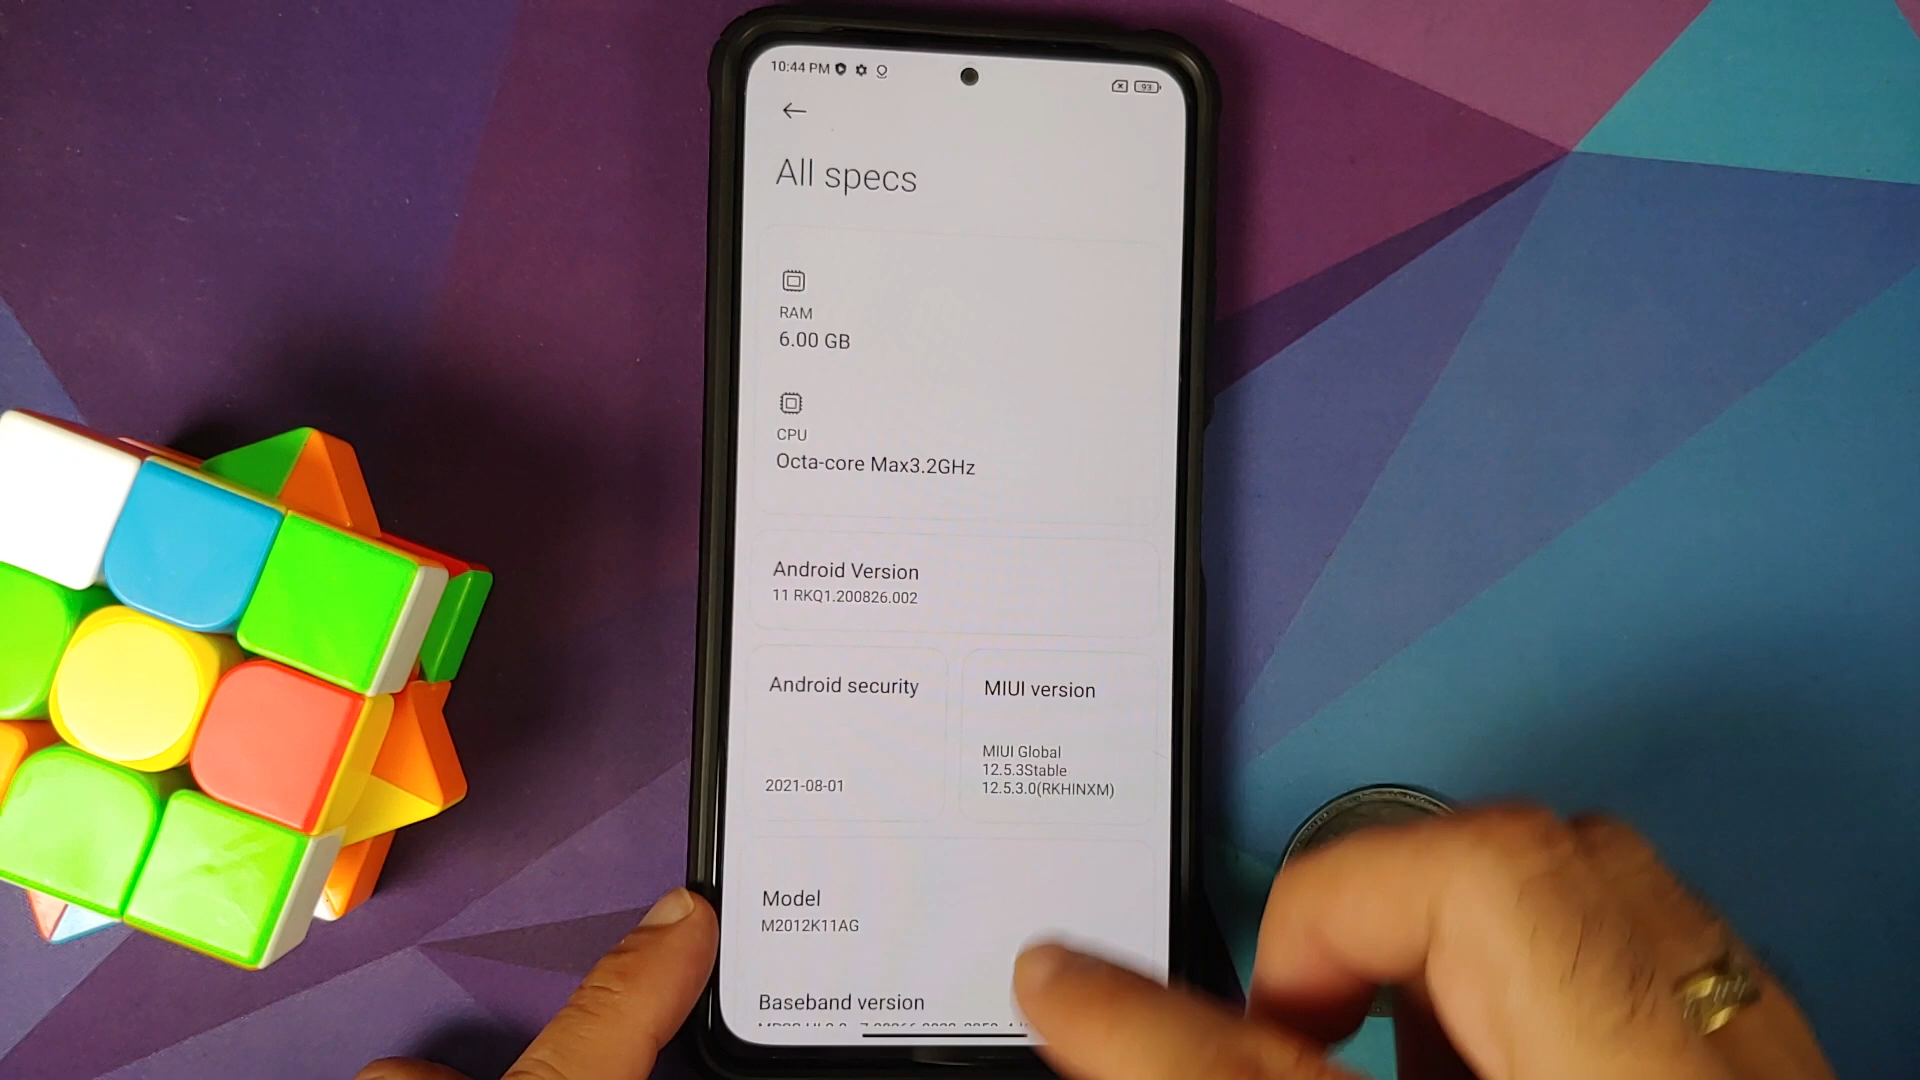 10:44 PM
93
All specs
RAM
6.00 GB
CPU
Octa-core Max3.2GHz
Android Version
11 RKQ1.200826.002
Android security
2021-08-01
MIUI version
MIUI Global
12.5.3Stable
12.5.3.0(RKHINXM)
Model
M2012K11AG
Baseband version